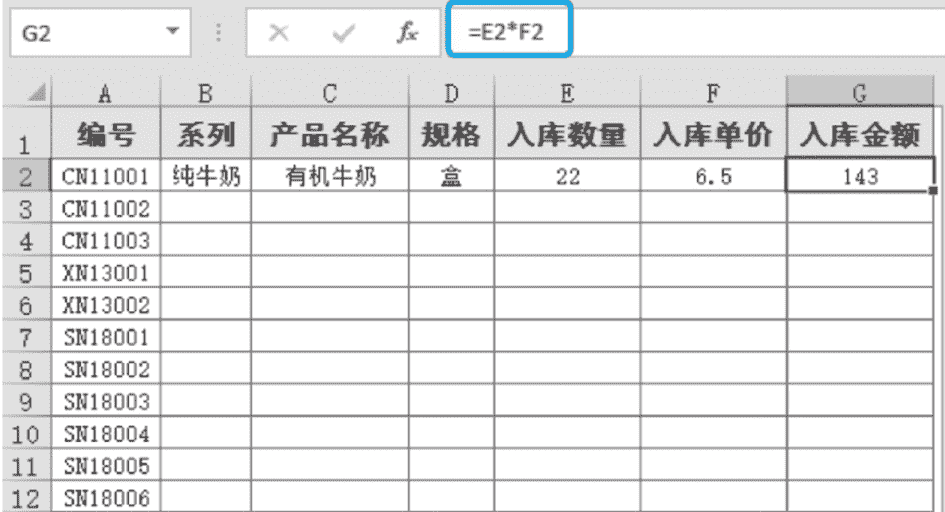 G2 fx =E2*F2
A B C D E F G
1 编号 系列 产品名称 规格 入库数量 入库单价 入库金额
2 CN11001 纯牛奶 有机牛奶 盒 22 6.5 143
3 CN11002
4 CN11003
5 XN13001
6 XN13002
7 SN18001
8 SN18002
9 SN18003
10 SN18004
11 SN18005
12 SN18006